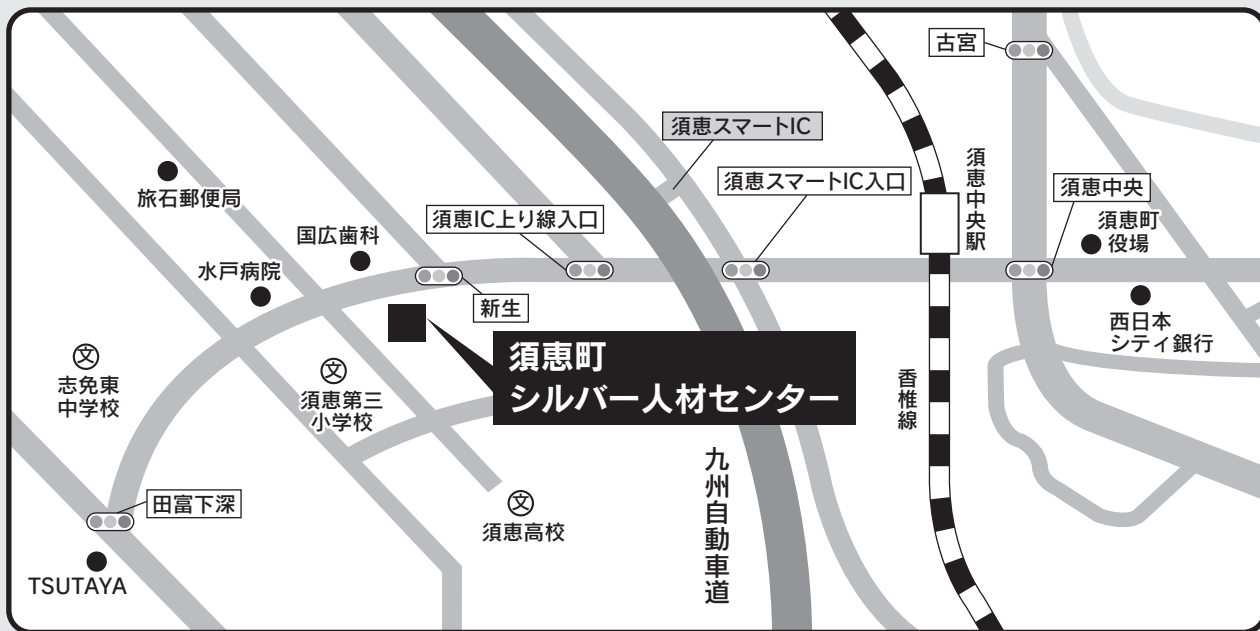 古宮
須恵スマートIC
須恵中央駅
須恵スマートIC入口
須恵中央
旅石郵便局
須恵IC上り線入口
須恵町
役場
国広歯科
水戸病院
新生
西日本
シティ銀行
須恵町
シルバー人材センター
文
志免東
中学校
文
須恵第三
小学校
香椎線
九州自動車道
田富下深
文
須恵高校
TSUTAYA